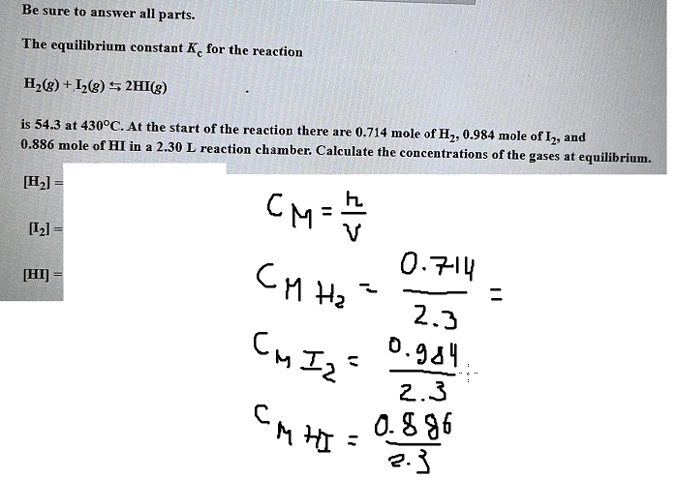 Be sure to answer all parts.
The equilibrium constant Kc for the reaction
H₂(g) + I₂(g) ⇆ 2HI(g)
is 54.3 at 430°C. At the start of the reaction there are 0.714 mole of H₂, 0.984 mole of I₂, and
0.886 mole of HI in a 2.30 L reaction chamber. Calculate the concentrations of the gases at equilibrium.
[H₂] =
[I₂] =
[HI] =
CM = n/V
CM H₂ = 0.714/2.3 =
CM I₂ = 0.984/2.3
CM HI = 0.886/2.3